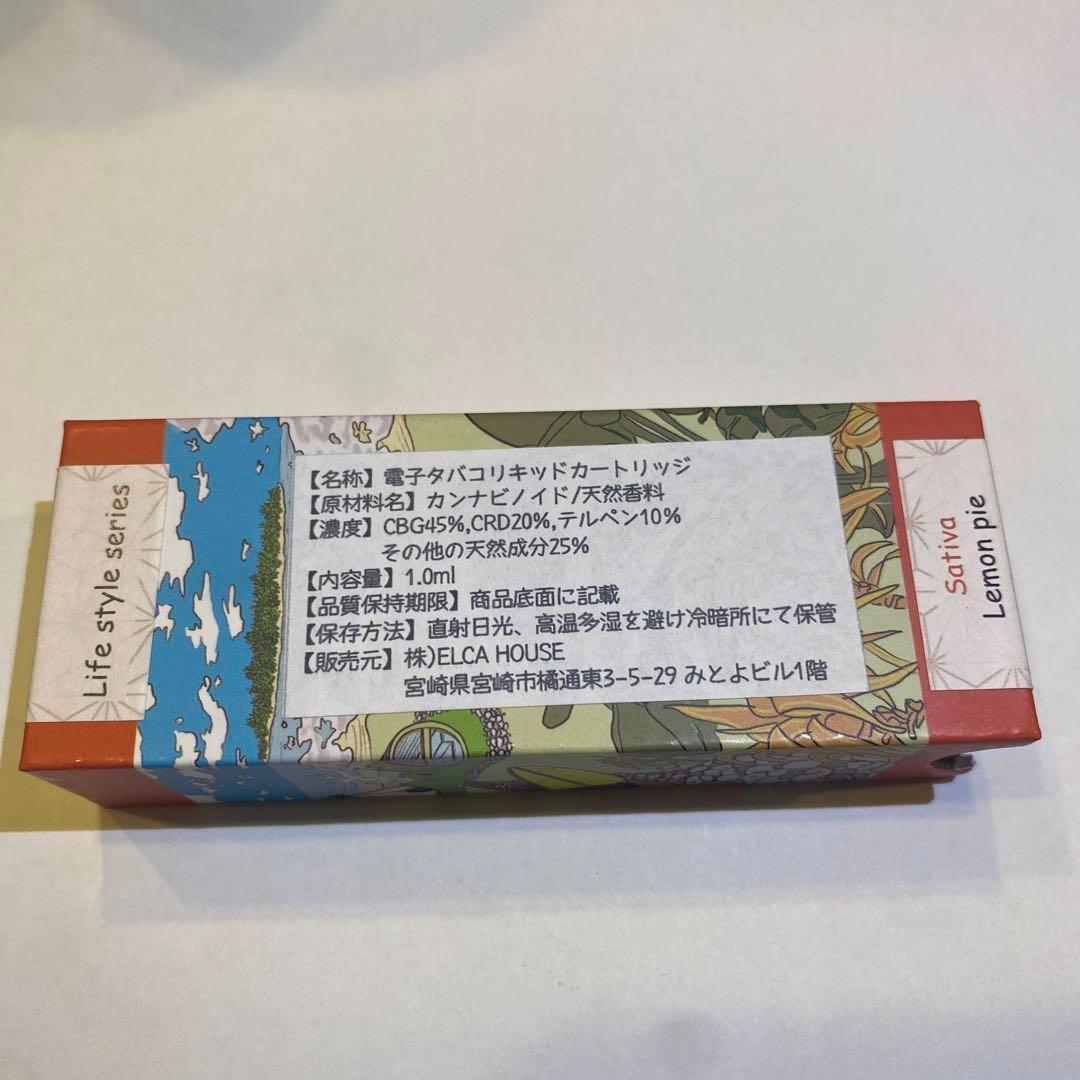 Life style series
【名称】電子タバコリキッドカートリッジ
【原材料名】カンナビノイド/天然香料
【濃度】CBG45%,CRD20%,テルペン10%
その他の天然成分25%
【内容量】1.0ml
【品質保持期限】商品底面に記載
【保存方法】直射日光、高温多湿を避け冷暗所にて保管
【販売元】株)ELCA HOUSE
宮崎県宮崎市橘通東3-5-29 みとよビル1階
Sativa
Lemon pie